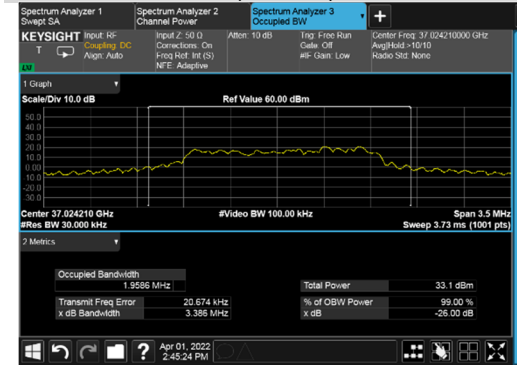 Spectrum Analyzer 1
Swept SA
Spectrum Analyzer 2
Channel Power
Spectrum Analyzer 3
Occupied BW
KEYSIGHT
T
Input: RF
Coupling: DC
Align: Auto
Input Z: 50 Ω
Corrections: On
Freq Ref: Int (S)
NFE: Adaptive
Atten: 10 dB
Trig: Free Run
Gate: Off
#IF Gain: Low
Center Freq: 37.024210000 GHz
Avg|Hold:>10/10
Radio Std: None
1 Graph
Scale/Div 10.0 dB
Ref Value 60.00 dBm
50.0
40.0
30.0
20.0
10.0
0.00
-10.0
-20.0
-30.0
Center 37.024210 GHz
#Video BW 100.00 kHz
Span 3.5 MHz
#Res BW 30.000 kHz
Sweep 3.73 ms (1001 pts)
2 Metrics
Occupied Bandwidth
1.9586 MHz
Total Power 33.1 dBm
Transmit Freq Error 20.674 kHz
% of OBW Power 99.00 %
x dB Bandwidth 3.386 MHz
x dB -26.00 dB
?
Apr 01, 2022
2:45:24 PM